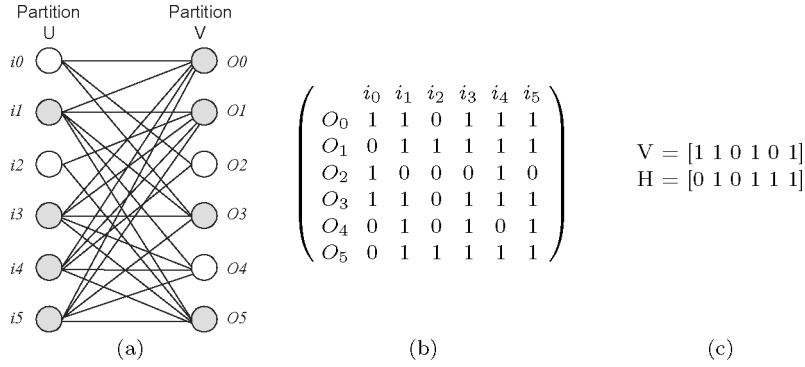 Partition Partition
U V
i0 O0
i1 O1
i2 O2
i3 O3
i4 O4
i5 O5
(a)
i0 i1 i2 i3 i4 i5
O0 1 1 0 1 1 1
O1 0 1 1 1 1 1
O2 1 0 0 0 1 0
O3 1 1 0 1 1 1
O4 0 1 0 1 0 1
O5 0 1 1 1 1 1
(b)
V = [1 1 0 1 0 1]
H = [0 1 0 1 1 1]
(c)